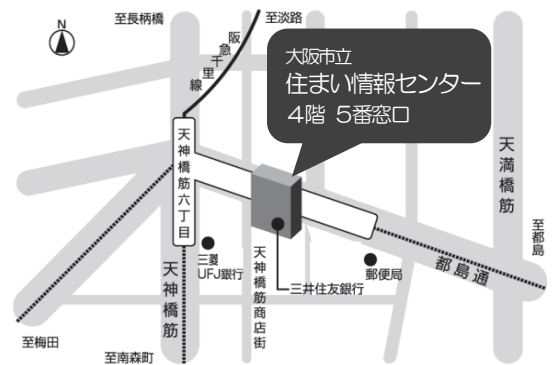 至長柄橋
至淡路
N
阪急千里線
大阪市立
住まい情報センター
4階 5番窓口
天神橋筋六丁目
天満橋筋
至都島
三菱
UFJ銀行
天神橋筋
天神橋筋商店街
三井住友銀行
郵便局
都島通
至梅田
至南森町